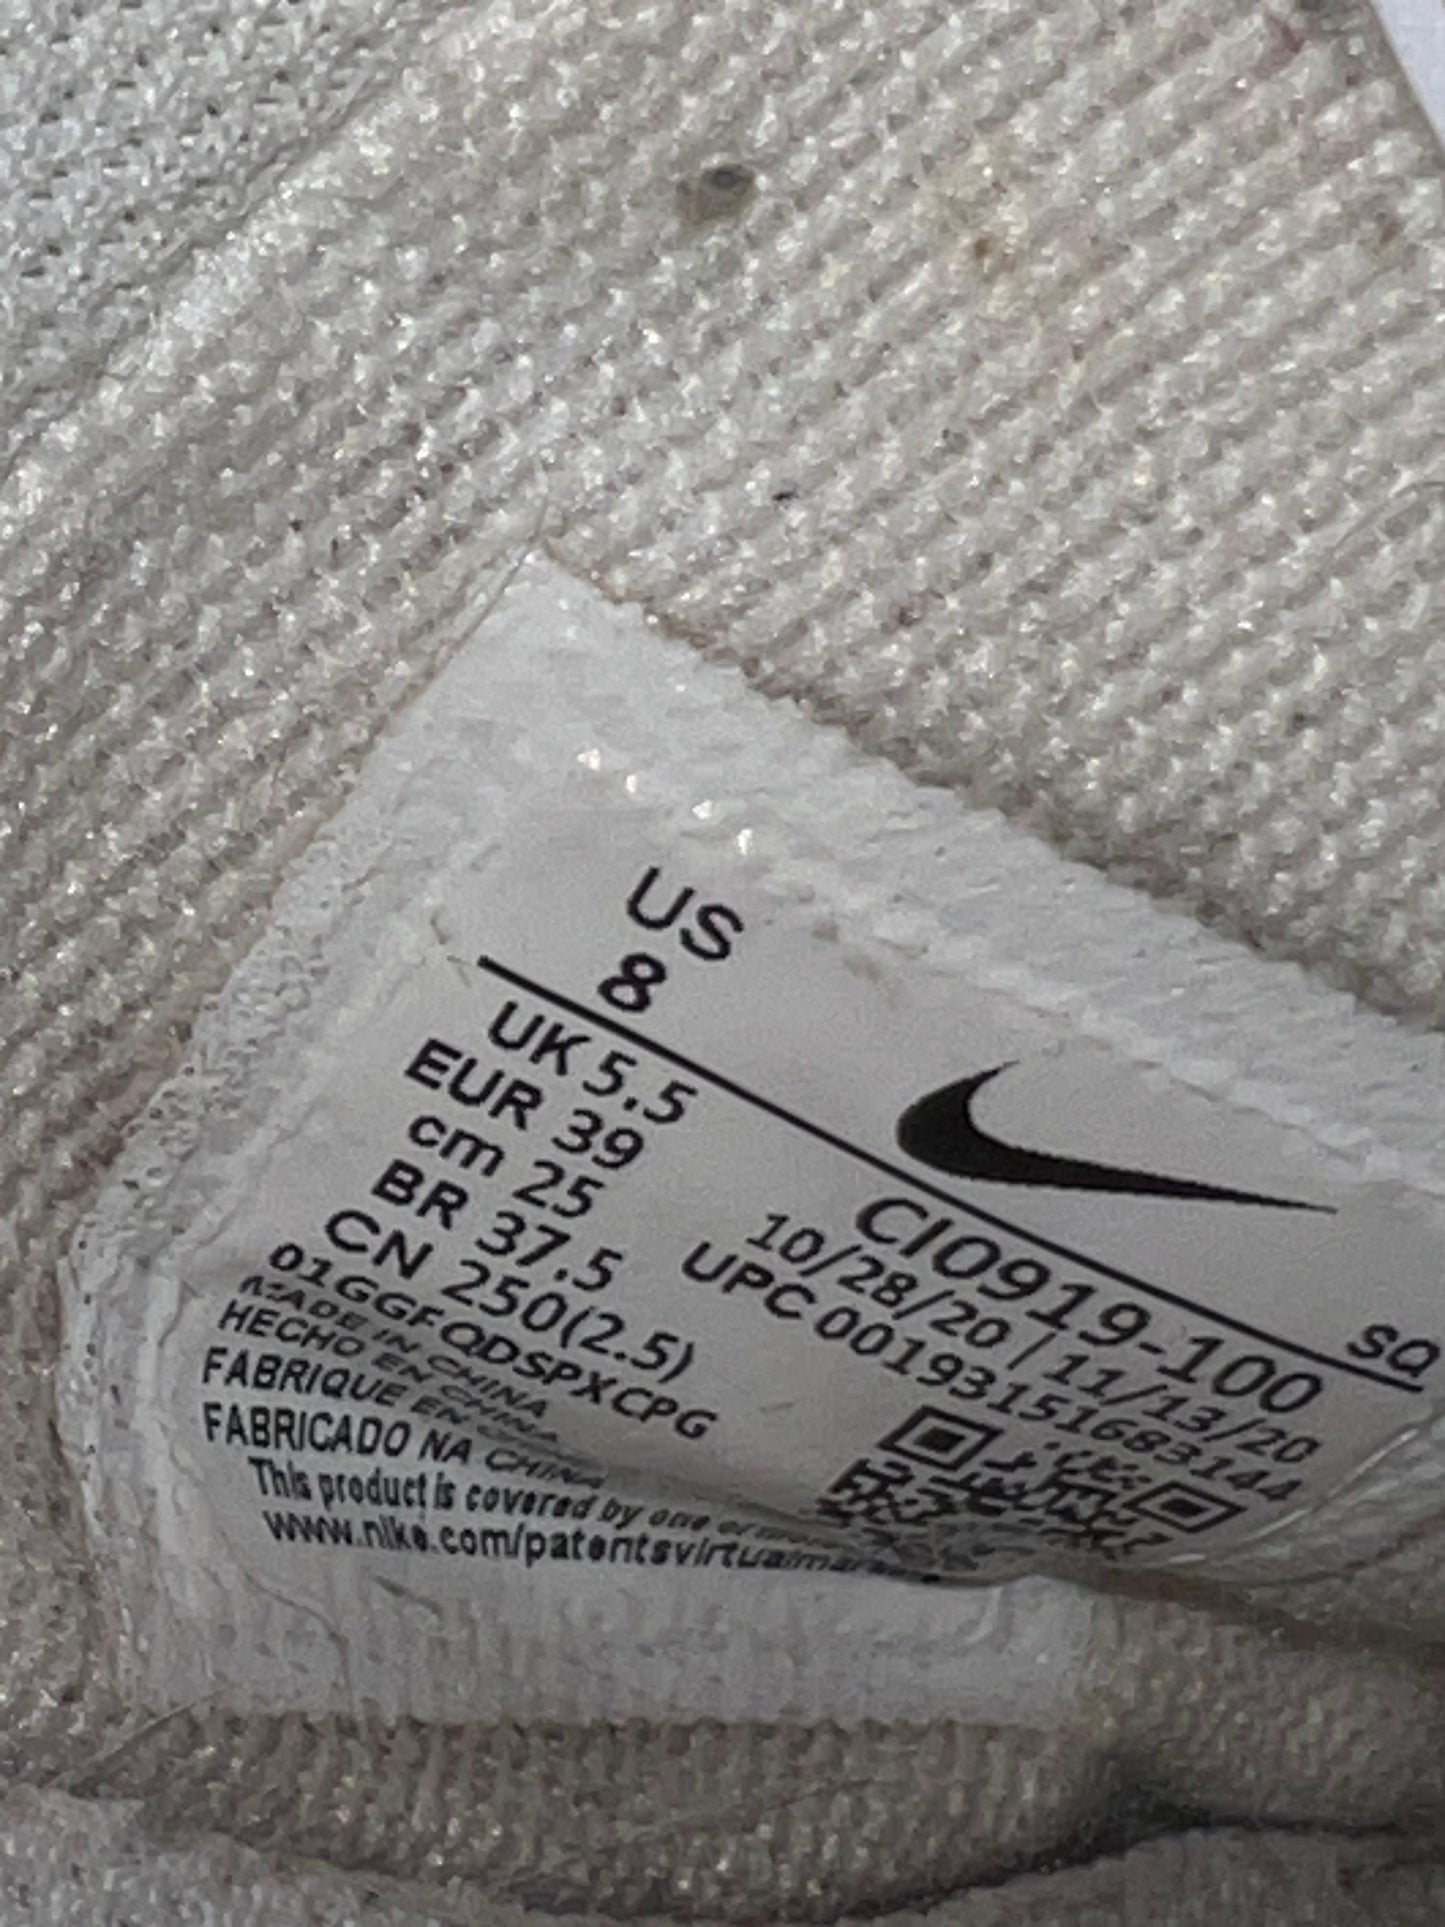 US
8
UK 5.5
EUR 39
cm 25
BR 37.5
CN 250(2.5)
01GGFQDSPXCPG
MADE IN CHINA
HECHO EN CHINA
FABRIQUE EN
FABRICADO NA CHINA
This product is covered by one or
www.nike.com/patentsvirtualmar
CI0919-100
SQ
10/28/20 | 11/13/20
UPC 00193151683144